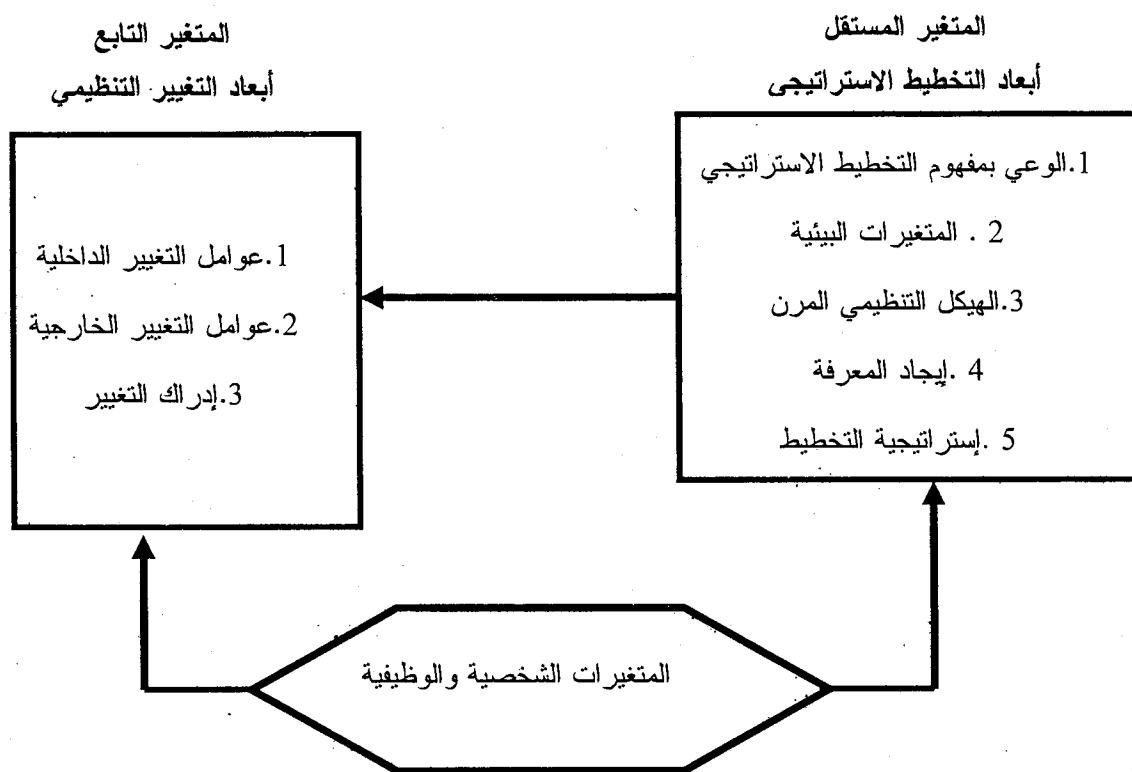 المتغير المستقل
أبعاد التخطيط الاستراتيجى
1.الوعي بمفهوم التخطيط الاستراتيجي
2 . المتغيرات البيئية
3.الهيكل التنظيمي المرن
4 .إيجاد المعرفة
5 .إستراتيجية التخطيط
المتغير التابع
أبعاد التغيير التنظيمي
1.عوامل التغيير الداخلية
2.عوامل التغيير الخارجية
3.إدراك التغيير
المتغيرات الشخصية والوظيفية